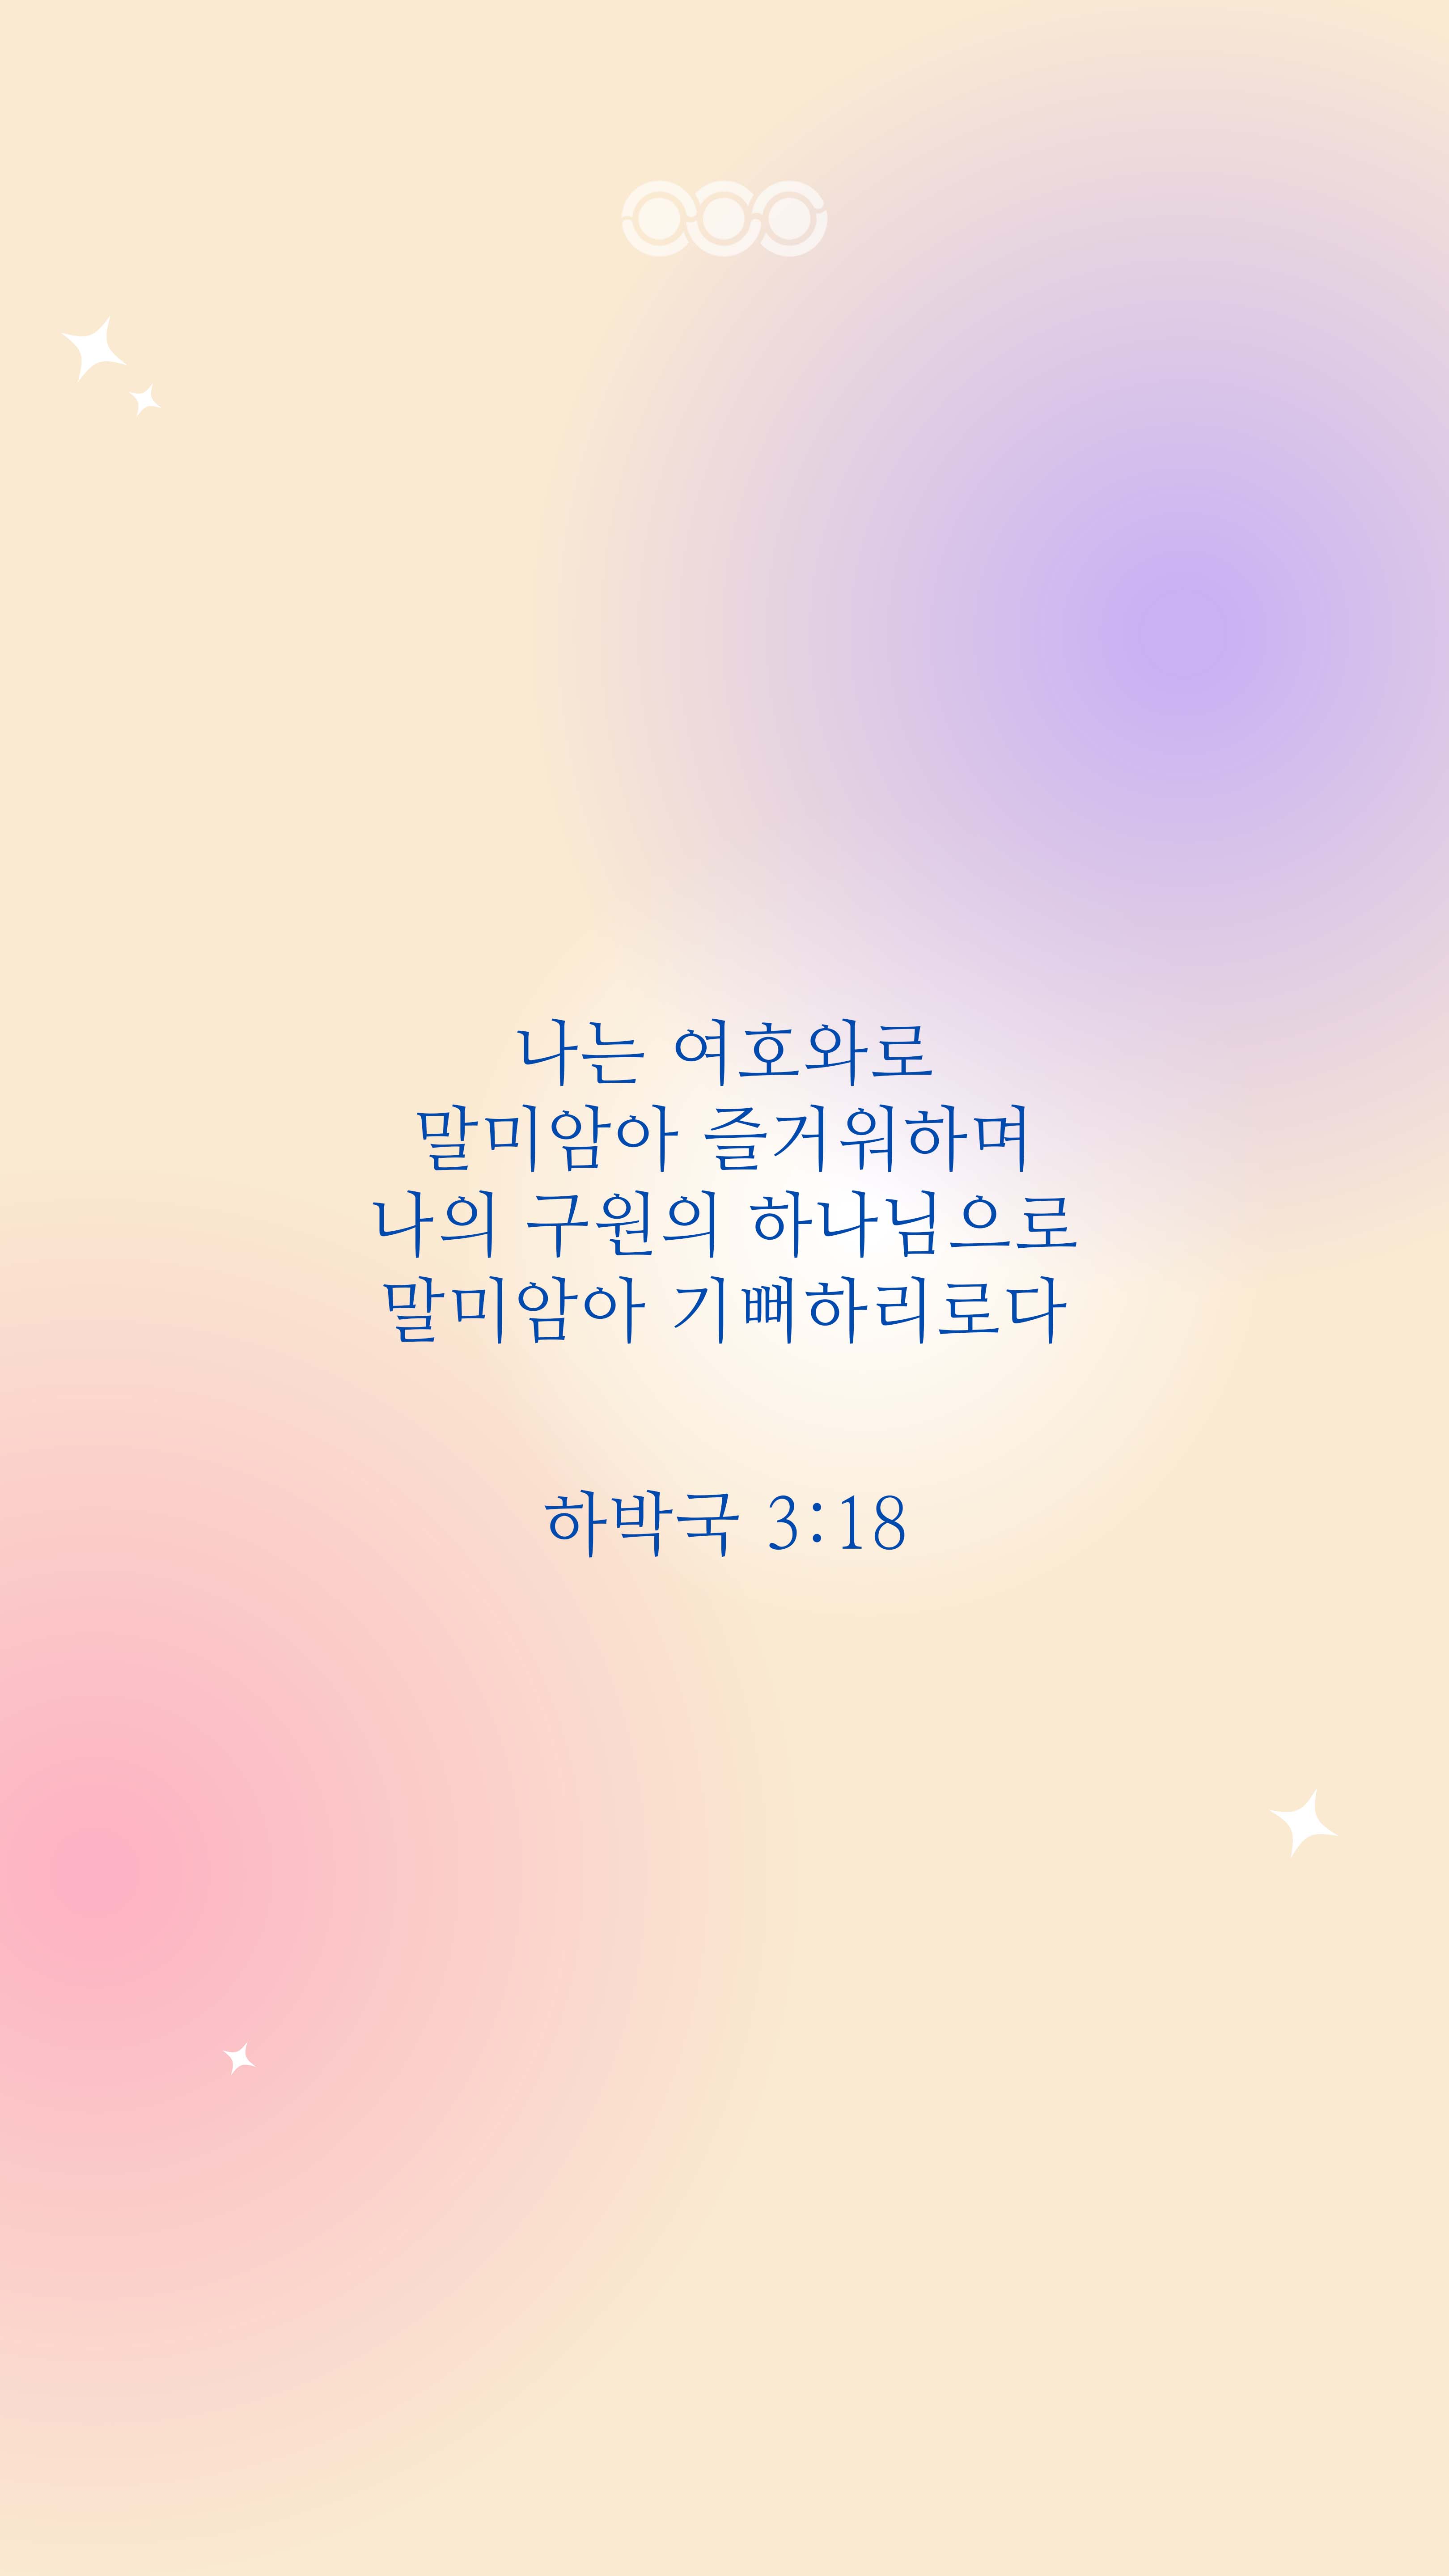 나는 여호와로
말미암아 즐거워하며
나의 구원의 하나님으로
말미암아 기뻐하리로다
하박국 3:18